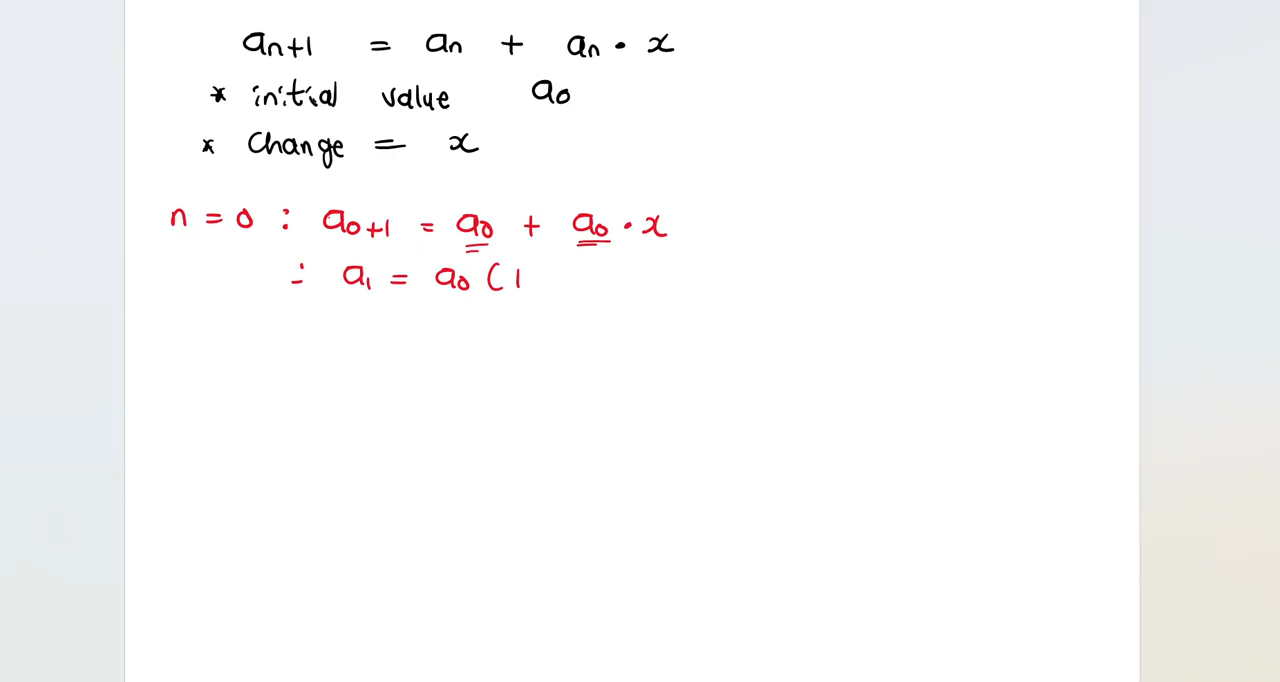 aₙ₊₁ = aₙ + aₙ · x
* initial value a₀
* Change = x
n = 0 : a₀₊₁ = a₀ + a₀ · x
∴ a₁ = a₀ (1